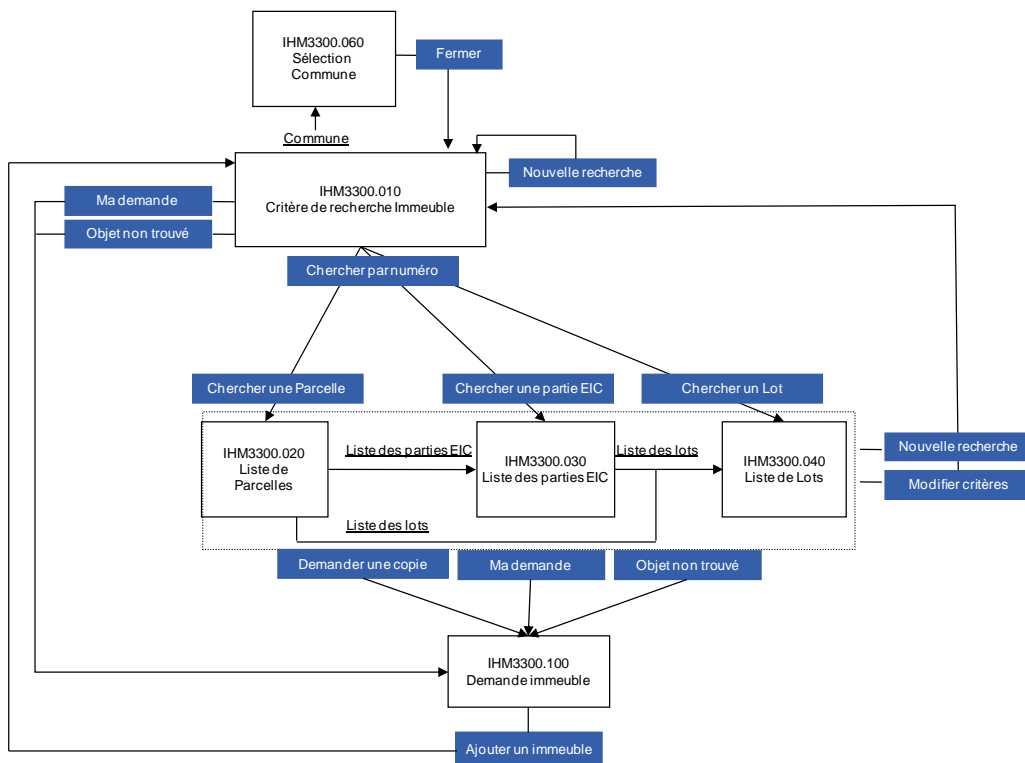 IHM3300.060
Sélection
Commune
Fermer
Commune
Nouvelle recherche
IHM3300.010
Critère de recherche Immeuble
Ma demande
Objet non trouvé
Chercher par numéro
Chercher une Parcelle
Chercher une partie EIC
Chercher un Lot
IHM3300.020
Liste de
Parcelles
Liste des parties EIC
IHM3300.030
Liste des parties EIC
Liste des lots
IHM3300.040
Liste de Lots
Nouvelle recherche
Modifier critères
Liste des lots
Demander une copie
Ma demande
Objet non trouvé
IHM3300.100
Demande immeuble
Ajouter un immeuble